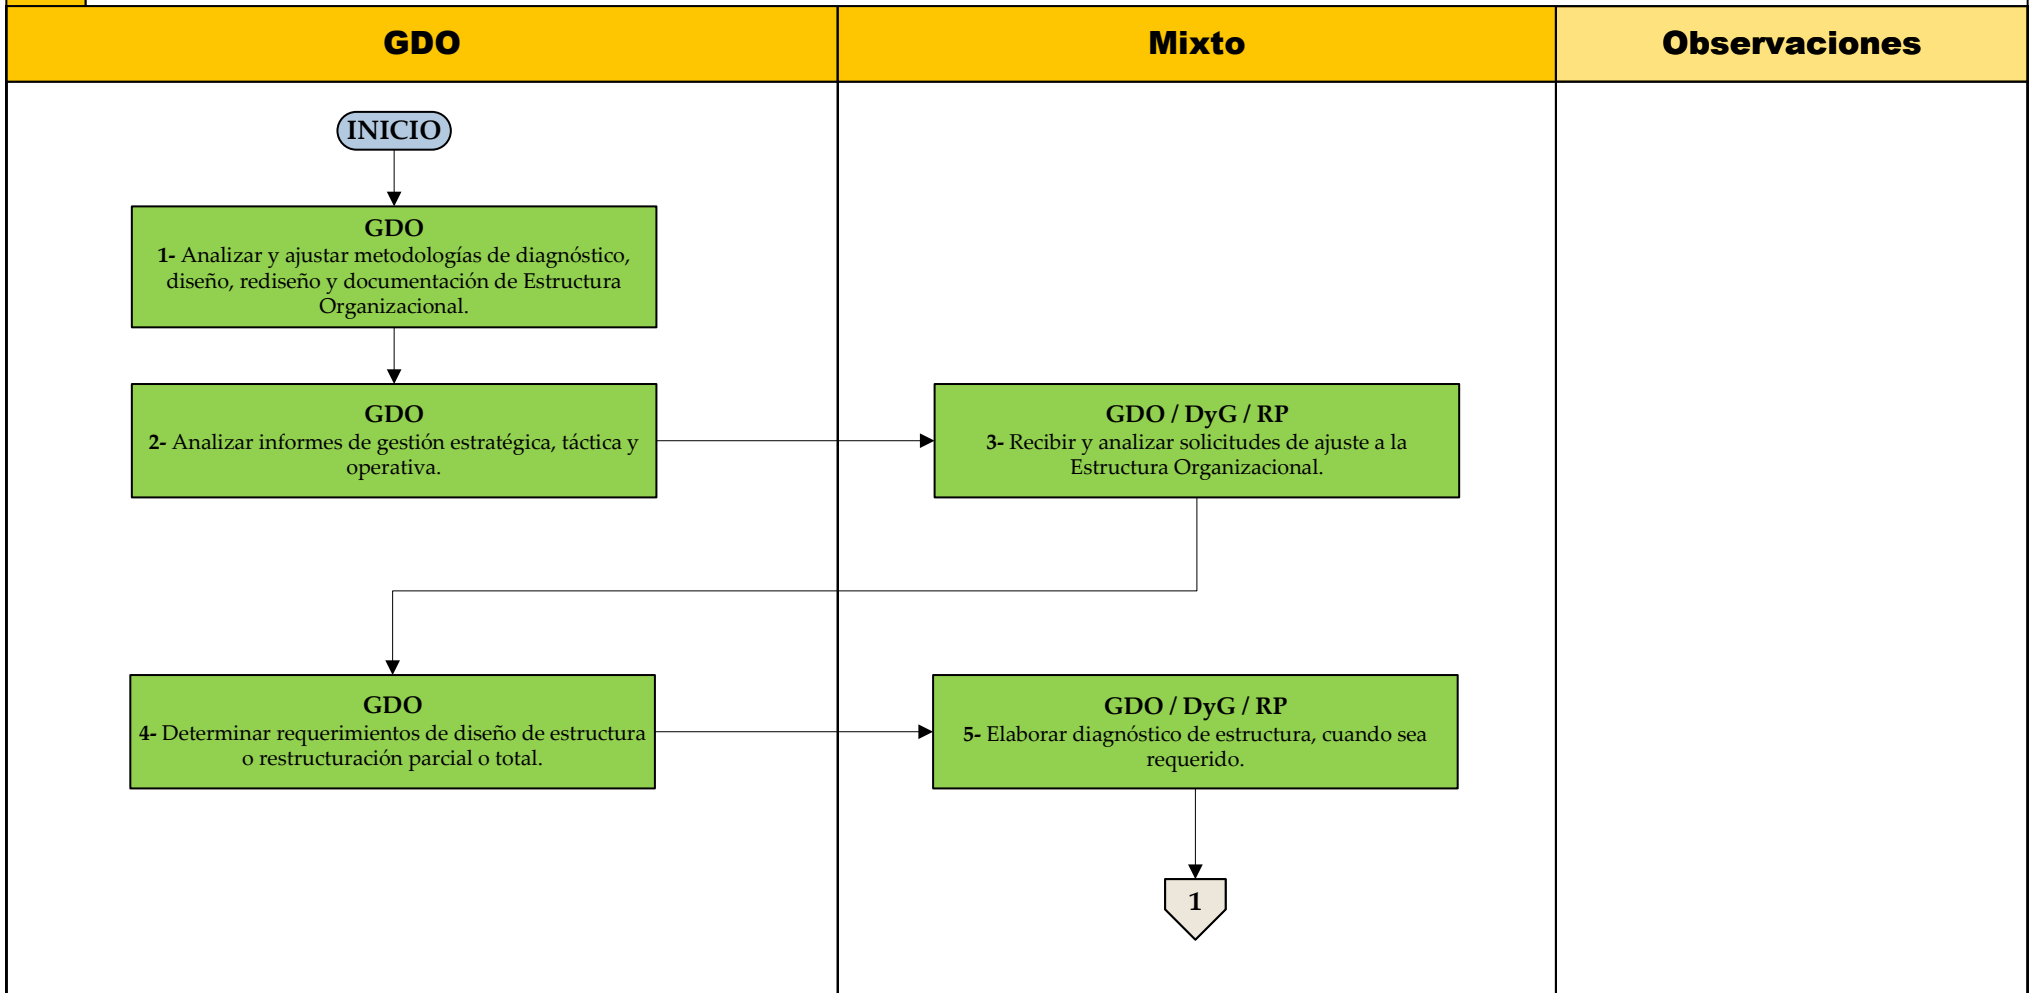 GDO
Mixto
Observaciones
INICIO
GDO
1- Analizar y ajustar metodologías de diagnóstico,
diseño, rediseño y documentación de Estructura
Organizacional.
GDO
2- Analizar informes de gestión estratégica, táctica y
operativa.
GDO / DyG / RP
3- Recibir y analizar solicitudes de ajuste a la
Estructura Organizacional.
GDO
4- Determinar requerimientos de diseño de estructura
o restructuración parcial o total.
GDO / DyG / RP
5- Elaborar diagnóstico de estructura, cuando sea
requerido.
1